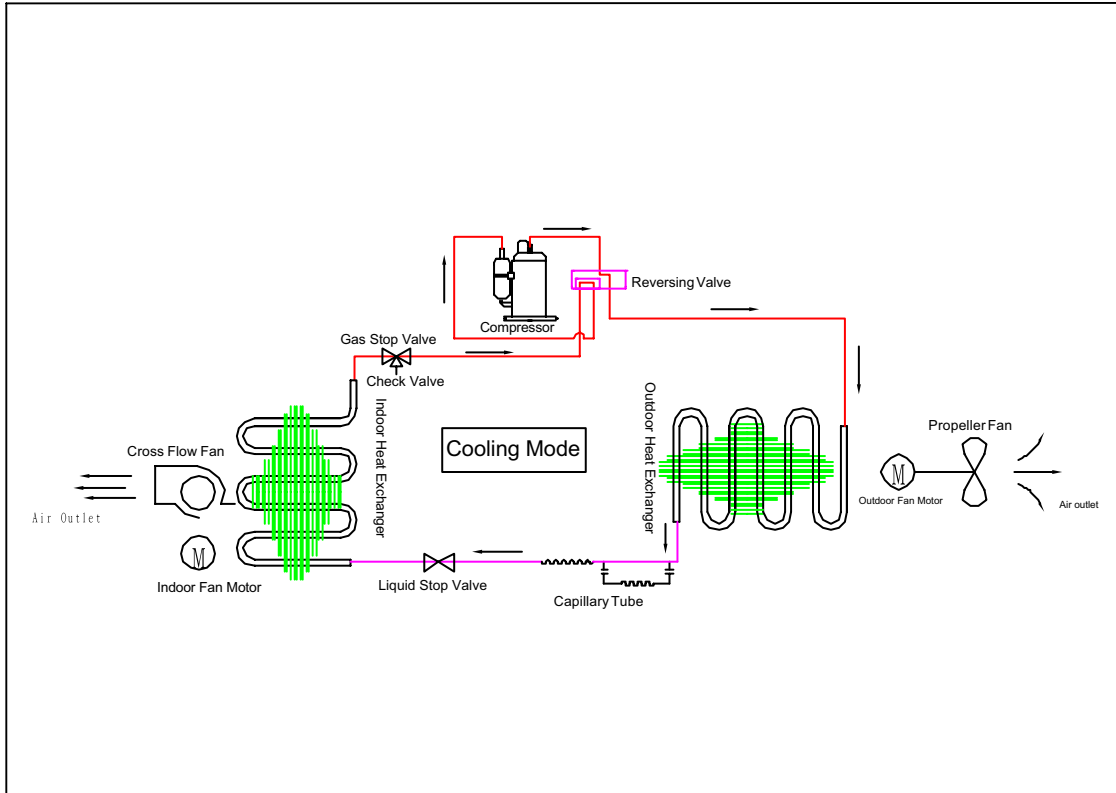 Reversing Valve
Compressor
Gas Stop Valve
Check Valve
Indoor Heat Exchanger
Cooling Mode
Outdoor Heat Exchanger
Propeller Fan
Cross Flow Fan
M
Outdoor Fan Motor
Air outlet
Air Outlet
M
Indoor Fan Motor
Liquid Stop Valve
Capillary Tube